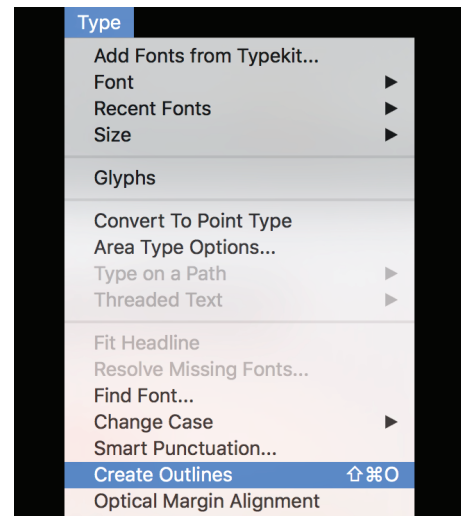 Type
Add Fonts from Typekit...
Font ▶
Recent Fonts ▶
Size ▶
Glyphs
Convert To Point Type
Area Type Options...
Type on a Path ▶
Threaded Text ▶
Fit Headline
Resolve Missing Fonts...
Find Font...
Change Case ▶
Smart Punctuation...
Create Outlines ⇧⌘O
Optical Margin Alignment